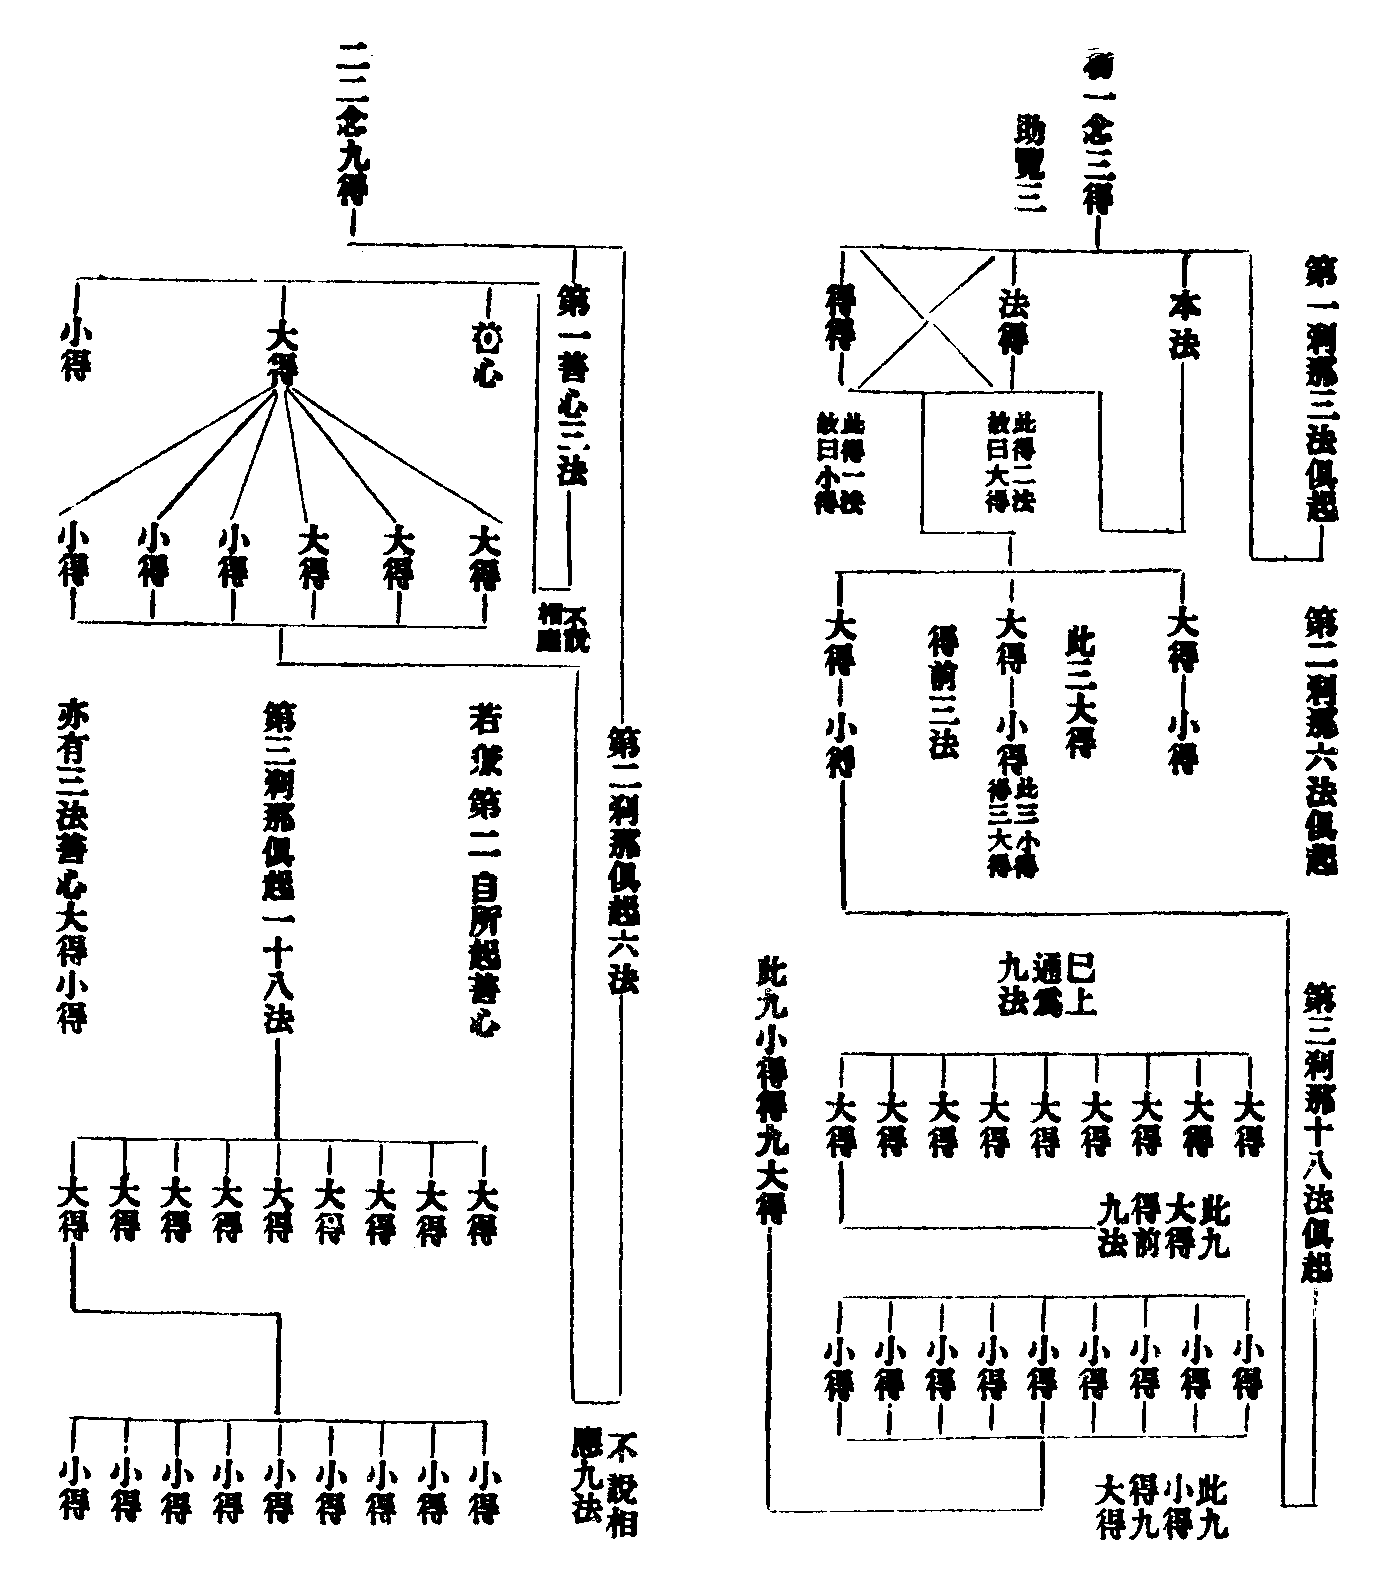 一念三得
助覽三
第一刹那三法俱起
本法
法得
得得
此得二法
故曰大得
此得一法
故曰小得
第二刹那六法俱起
大得
小得
大得
小得
大得
小得
此三大得
得前三法
此三小得
得三大得
第三刹那十八法俱起
巳上
通爲
九法
大得
大得
大得
大得
大得
大得
大得
大得
大得
此九
大得
得前
九法
小得
小得
小得
小得
小得
小得
小得
小得
小得
此九
小得
得九
大得
此九小得得九大得
二二念九得
第一善心三法
不說
相應
心
大得
小得
大得
大得
大得
小得
小得
小得
第二刹那俱起六法
不說相
應九法
若並第二自所起善心
第三刹那俱起一十八法
亦有三法善心大得小得
大得
大得
大得
大得
大得
大得
大得
大得
大得
小得
小得
小得
小得
小得
小得
小得
小得
小得